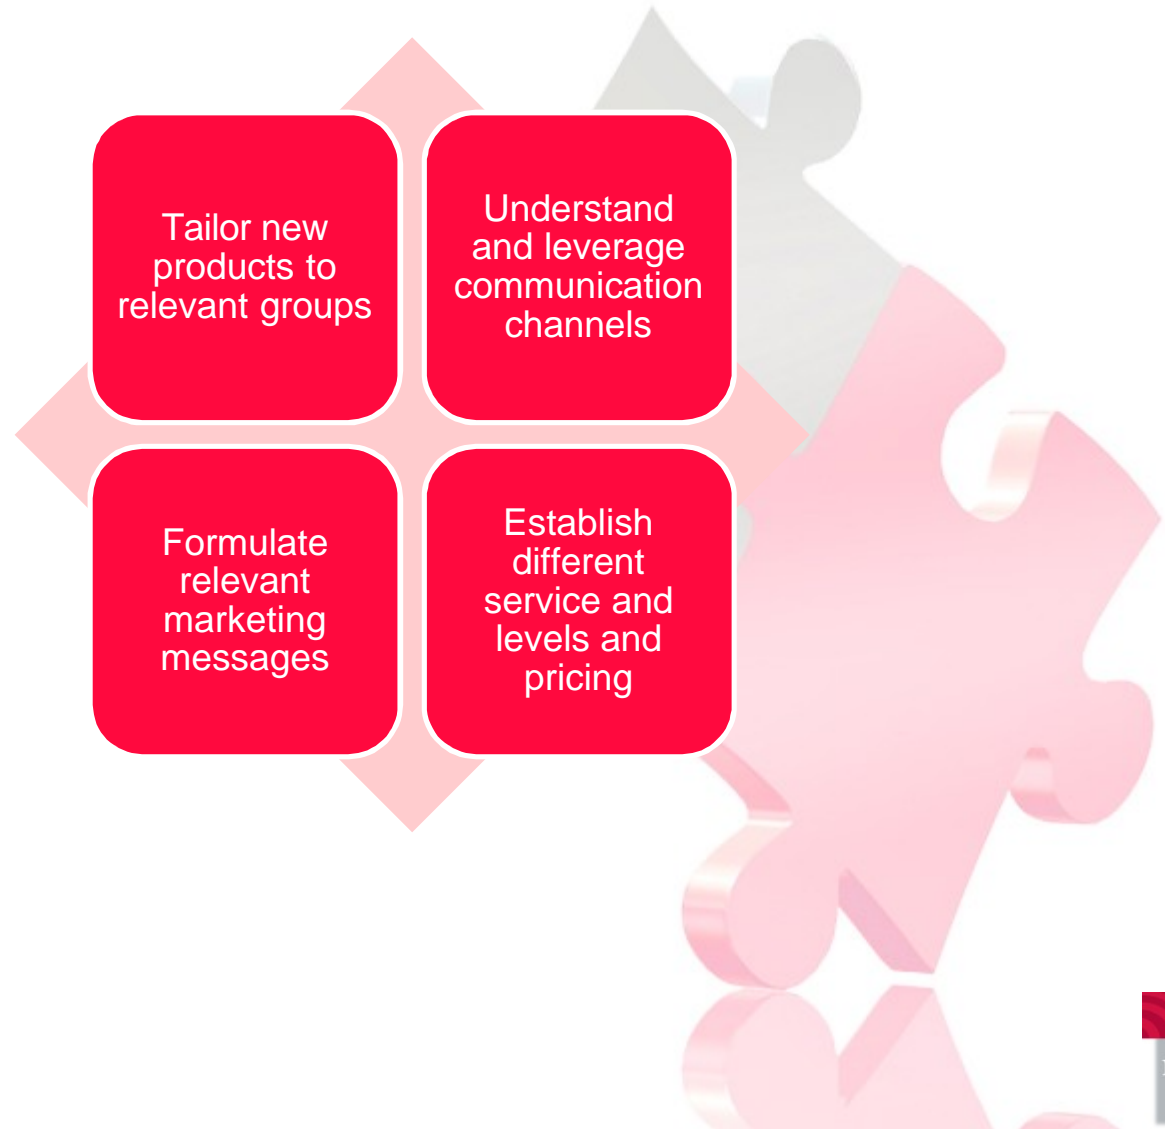 Tailor new
products to
relevant groups
Understand
and leverage
communication
channels
Formulate
relevant
marketing
messages
Establish
different
service and
levels and
pricing